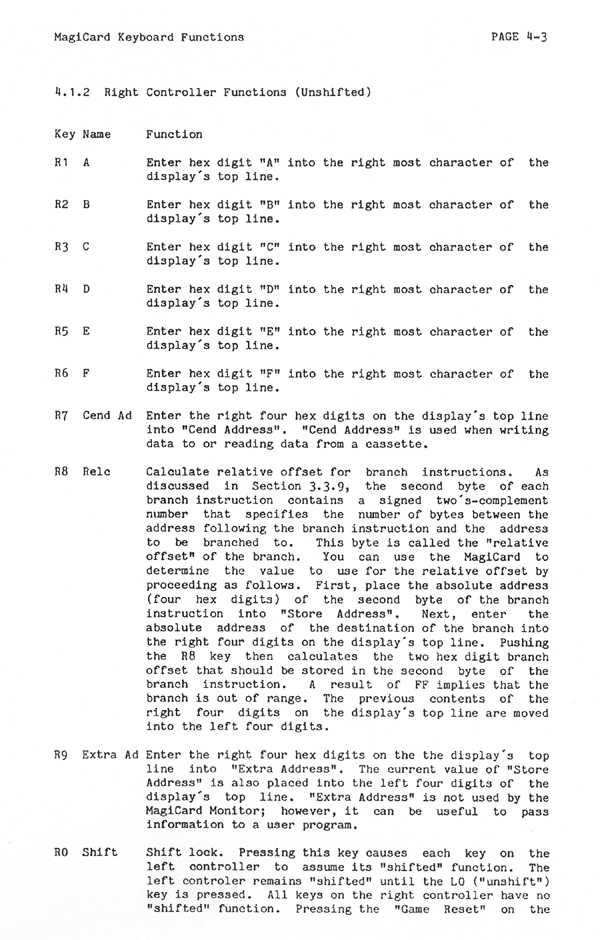 MagiCard Keyboard Functions PAGE 4-3
4.1.2 Right Controller Functions (Unshifted)
Key Name Function
R1 A Enter hex digit "A" into the right most character of the
display´s top line.
R2 B Enter hex digit "B" into the right most character of the
display´s top line.
R3 C Enter hex digit "C" into the right most character of the
display´s top line.
R4 D Enter hex digit "D" into the right most character of the
display´s top line.
R5 E Enter hex digit "E" into the right most character of the
display´s top line.
R6 F Enter hex digit "F" into the right most character of the
display´s top line.
R7 Cend Ad Enter the right four hex digits on the display´s top line
into "Cend Address". "Cend Address" is used when writing
data to or reading data from a cassette.
R8 Relc Calculate relative offset for branch instructions. As
discussed in Section 3.3.9, the second byte of each
branch instruction contains a signed two´s-complement
number that specifies the number of bytes between the
address following the branch instruction and the address
to be branched to. This byte is called the "relative
offset" of the branch. You can use the MagiCard to
determine the value to use for the relative offset by
proceeding as follows. First, place the absolute address
(four hex digits) of the second byte of the branch
instruction into "Store Address". Next, enter the
absolute address of the destination of the branch into
the right four digits on the display´s top line. Pushing
the R8 key then calculates the two hex digit branch
offset that should be stored in the second byte of the
branch instruction. A result of FF implies that the
branch is out of range. The previous contents of the
right four digits on the display´s top line are moved
into the left four digits.
R9 Extra Ad Enter the right four hex digits on the the display´s top
line into "Extra Address". The current value of "Store
Address" is also placed into the left four digits of the
display´s top line. "Extra Address" is not used by the
MagiCard Monitor; however, it can be useful to pass
information to a user program.
R0 Shift Shift lock. Pressing this key causes each key on the
left controller to assume its "shifted" function. The
left controler remains "shifted" until the L0 ("unshift")
key is pressed. All keys on the right controller have no
"shifted" function. Pressing the "Game Reset" on the